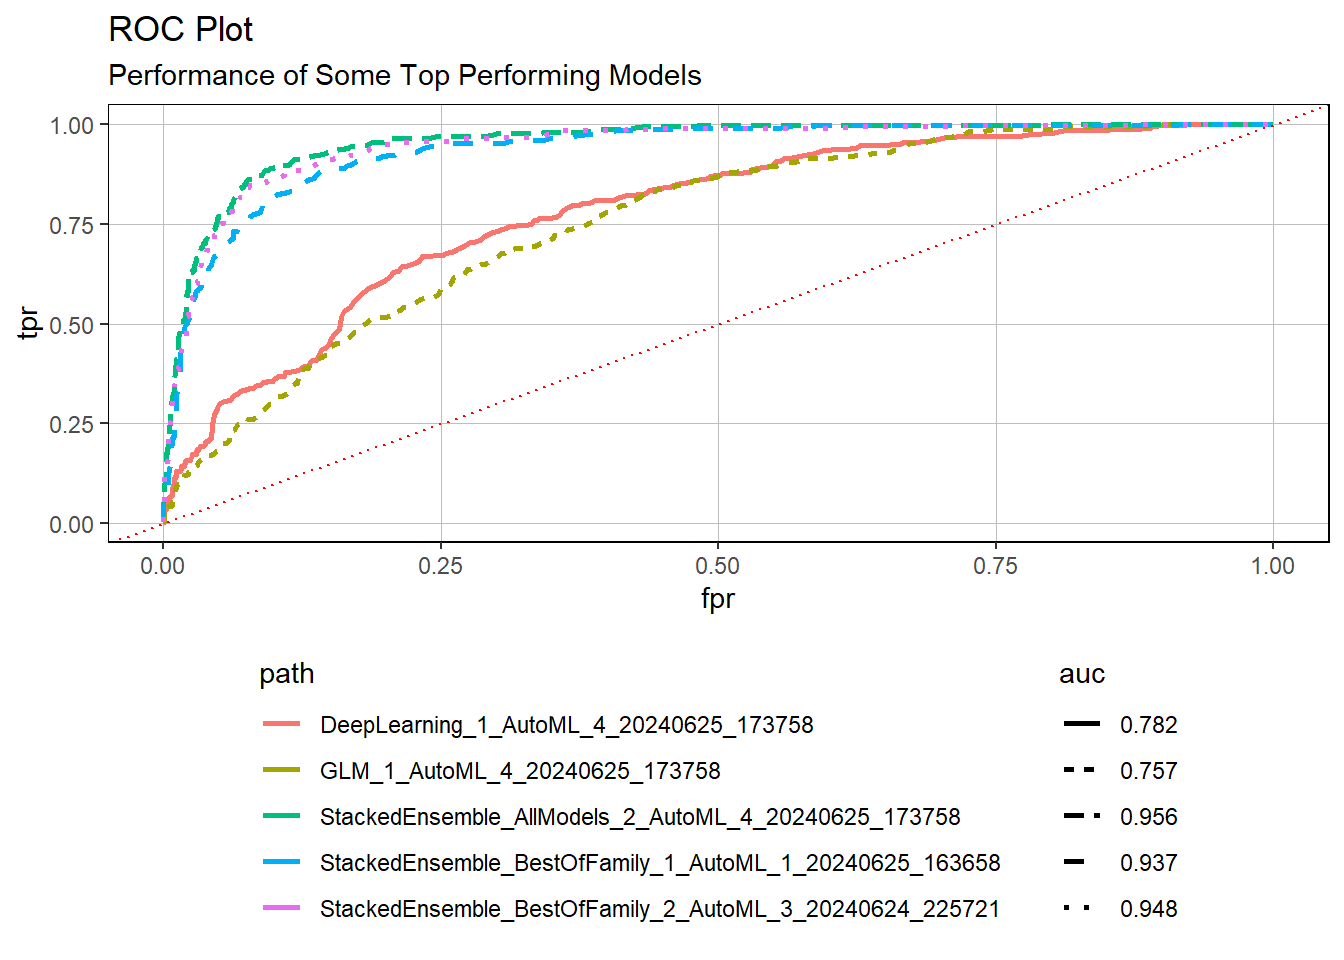 ROC Plot
Performance of Some Top Performing Models
1.00
0.75
0.50
0.25
0.00
tpr
0.00 0.25 0.50 0.75 1.00
fpr
path
DeepLearning_1_AutoML_4_20240625_173758
GLM_1_AutoML_4_20240625_173758
StackedEnsemble_AllModels_2_AutoML_4_20240625_173758
StackedEnsemble_BestOfFamily_1_AutoML_1_20240625_163658
StackedEnsemble_BestOfFamily_2_AutoML_3_20240624_225721
auc
0.782
0.757
0.956
0.937
0.948